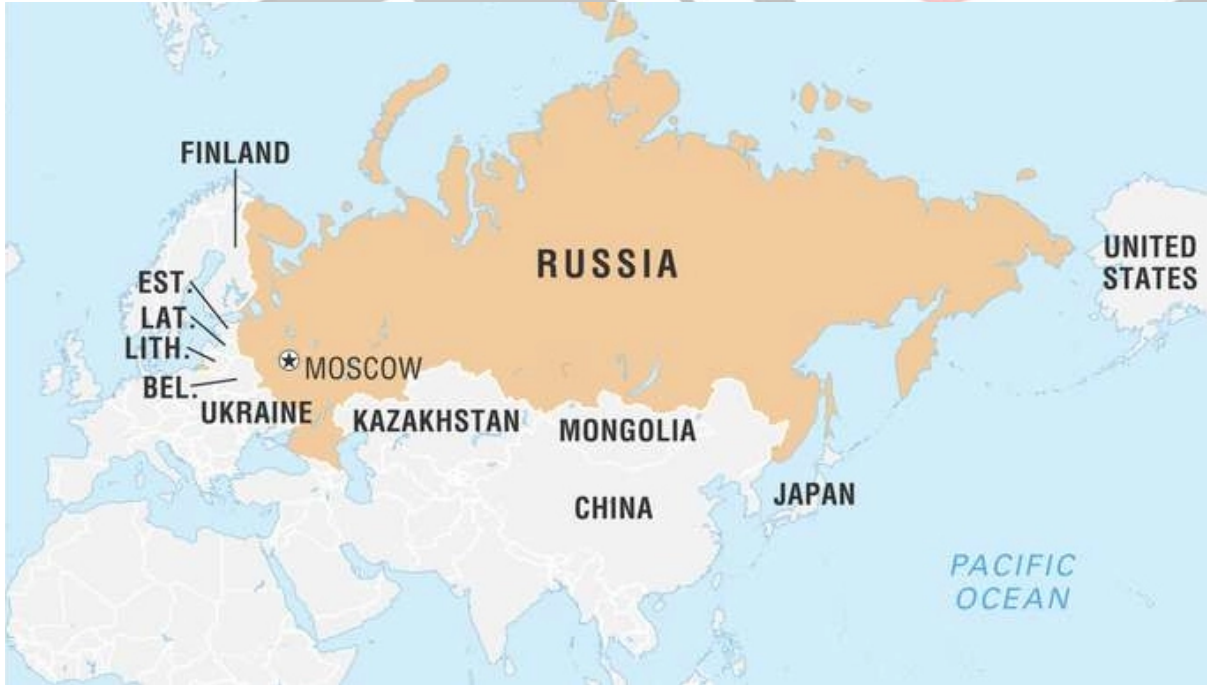 FINLAND
RUSSIA
UNITED
STATES
EST.
LAT.
LITH.
MOSCOW
BEL.
UKRAINE
KAZAKHSTAN
MONGOLIA
CHINA
JAPAN
PACIFIC
OCEAN